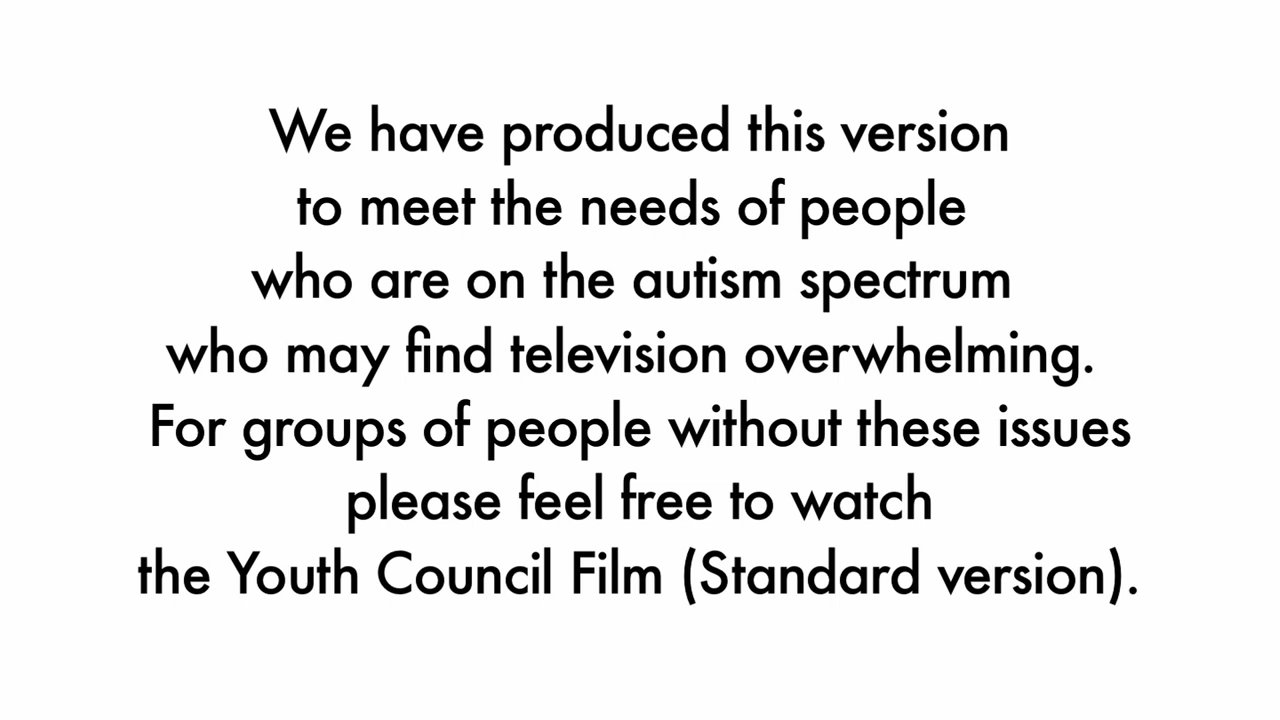 We have produced this version
to meet the needs of people
who are on the autism spectrum
who may find television overwhelming.
For groups of people without these issues
please feel free to watch
the Youth Council Film (Standard version).